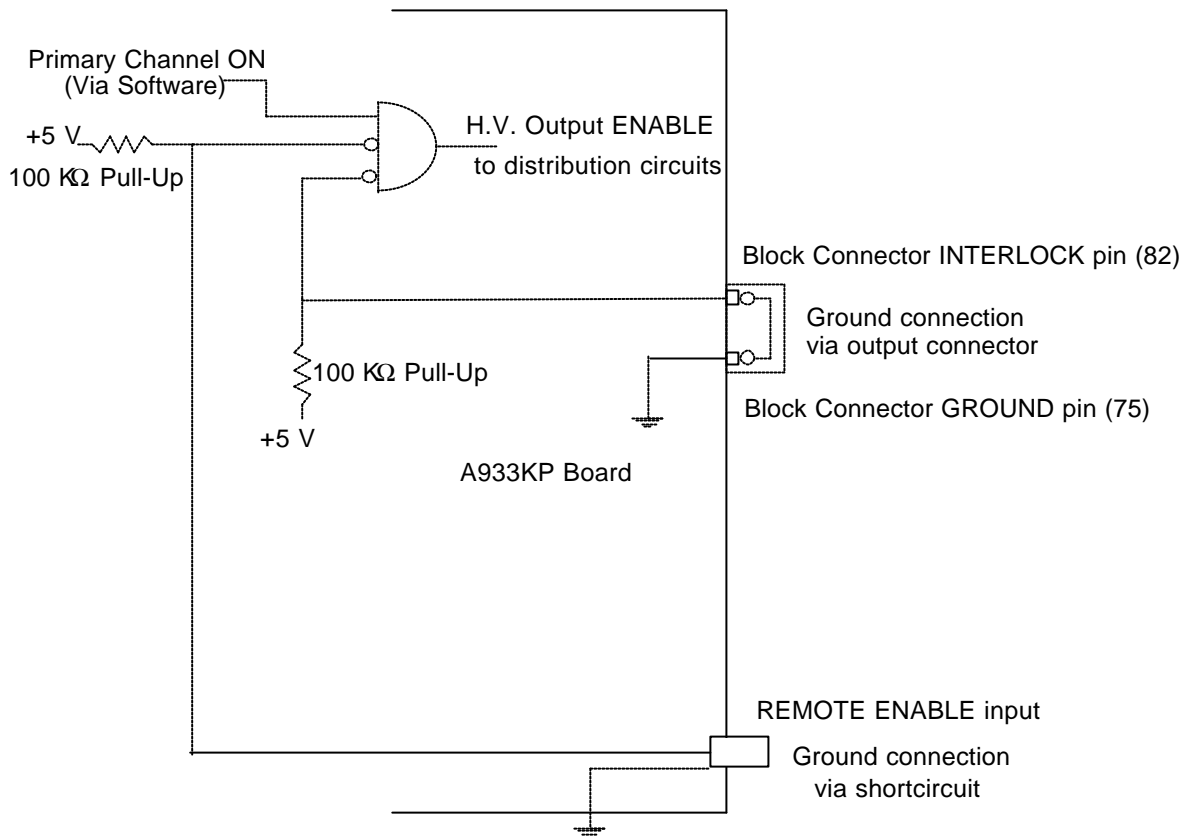 Primary Channel ON
(Via Software)
+5 V
100 KΩ Pull-Up
H.V. Output ENABLE
to distribution circuits
Block Connector INTERLOCK pin (82)
Ground connection
via output connector
100 KΩ Pull-Up
+5 V
Block Connector GROUND pin (75)
A933KP Board
REMOTE ENABLE input
Ground connection
via shortcircuit